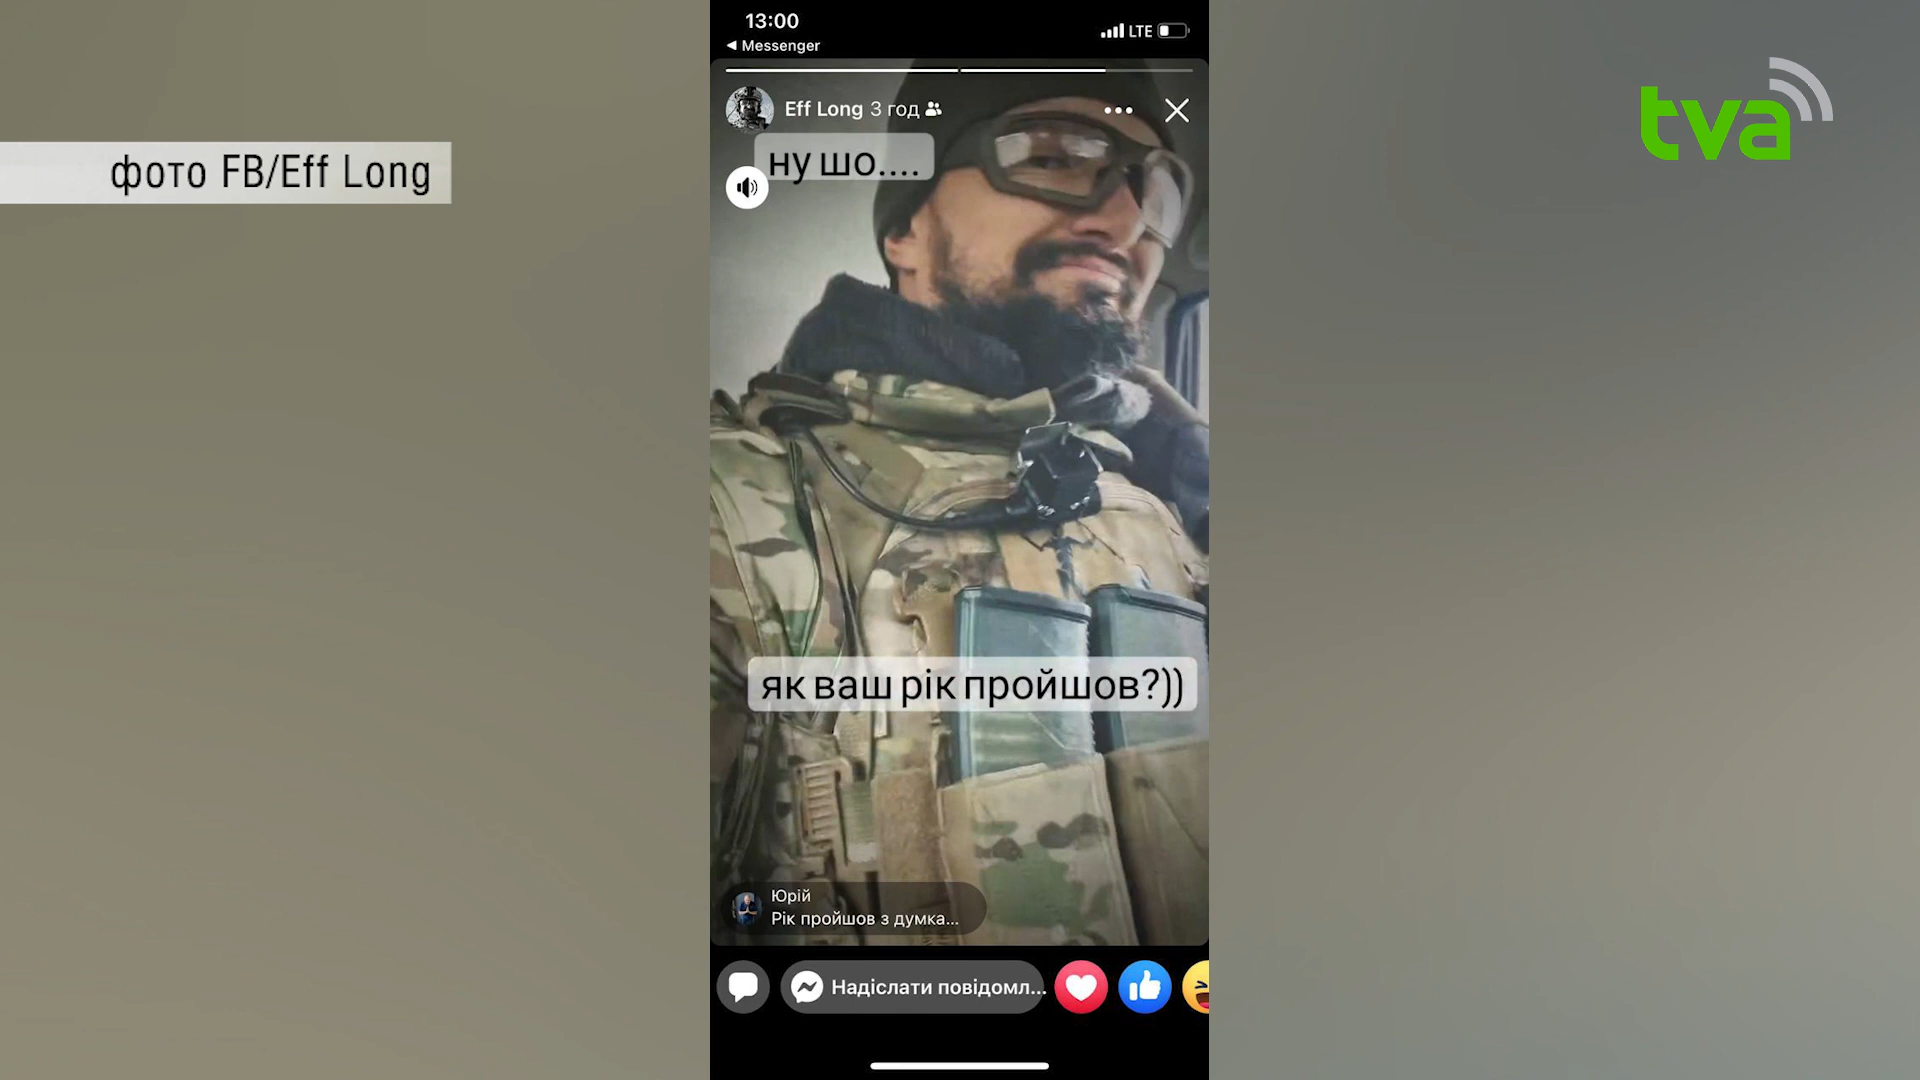 13:00
LTE
◄ Messenger
Eff Long 3 год
ну шо....
tva
фото FB/Eff Long
як ваш рік пройшов?))
Юрій
Рік пройшов з думка...
Надіслати повідомл...